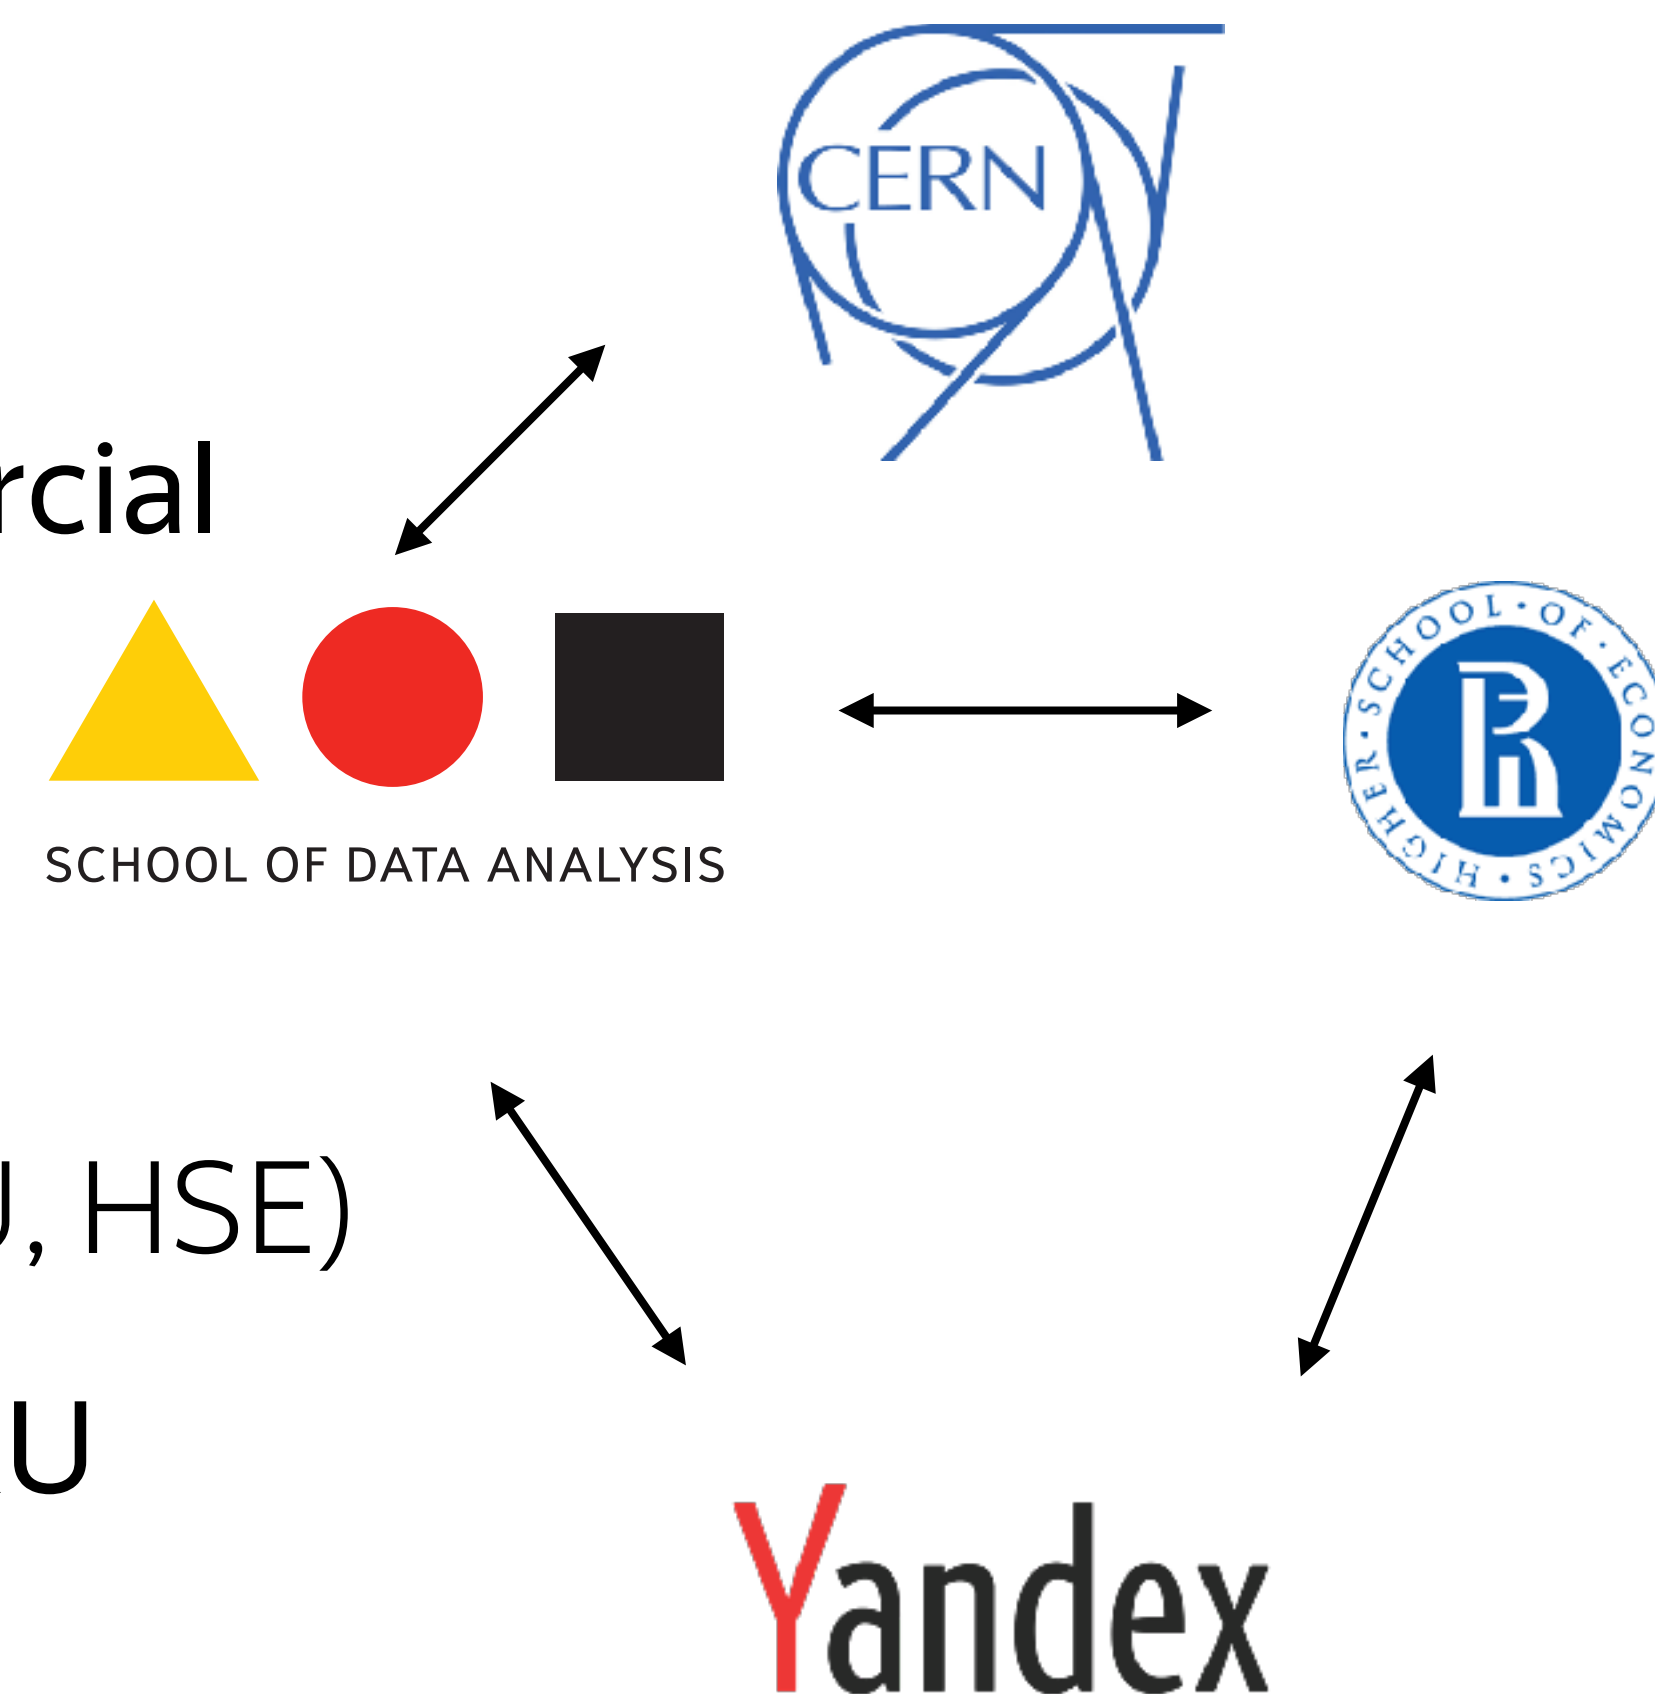 CERN
rcial
SCHOOL OF DATA ANALYSIS
HIGHER · SCHOOL · OF · ECONOMICS ·
U, HSE)
U
Yandex